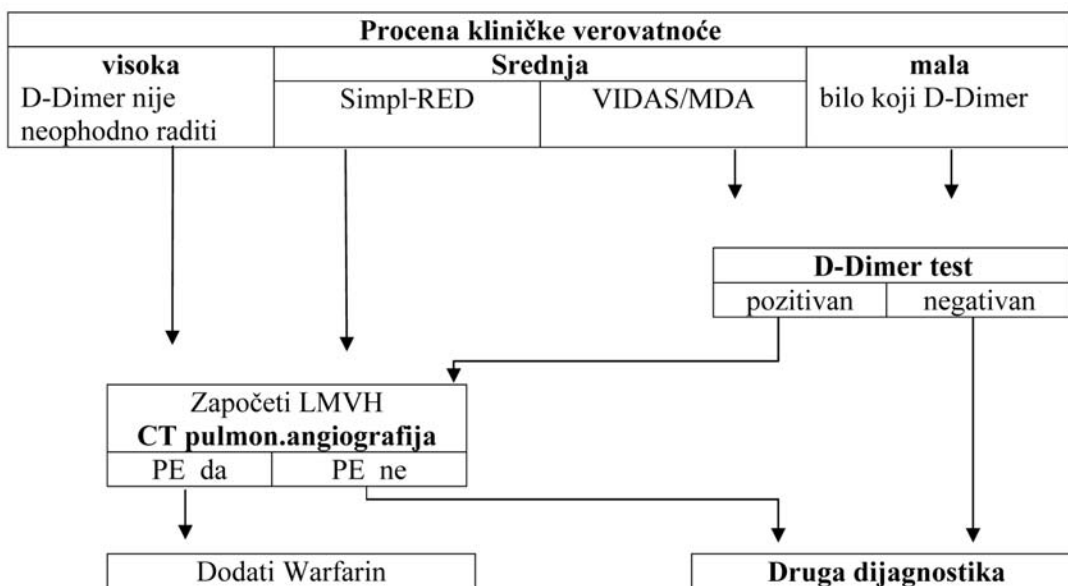 Procena kliničke verovatnoće
visoka
D-Dimer nije
neophodno raditi
Srednja
Simpl-RED
VIDAS/MDA
mala
bilo koji D-Dimer
D-Dimer test
pozitivan
negativan
Započeti LMVH
CT pulmon.angiografija
PE da
PE ne
Dodati Warfarin
Druga dijagnostika